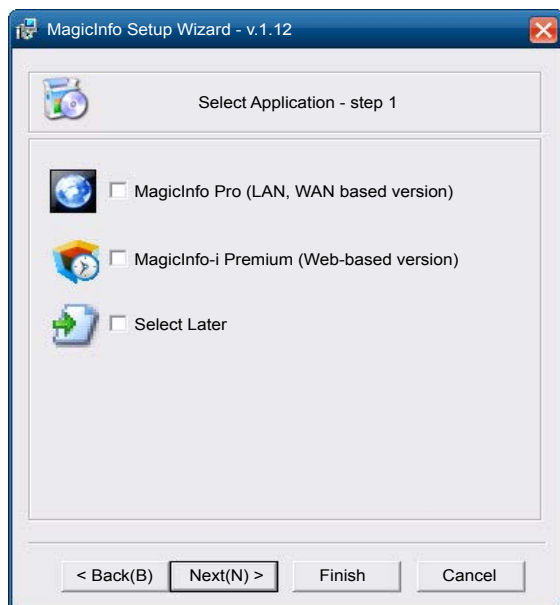 MagicInfo Setup Wizard - v.1.12
Select Application - step 1
MagicInfo Pro (LAN, WAN based version)
MagicInfo-i Premium (Web-based version)
Select Later
< Back(B) Next(N) > Finish Cancel